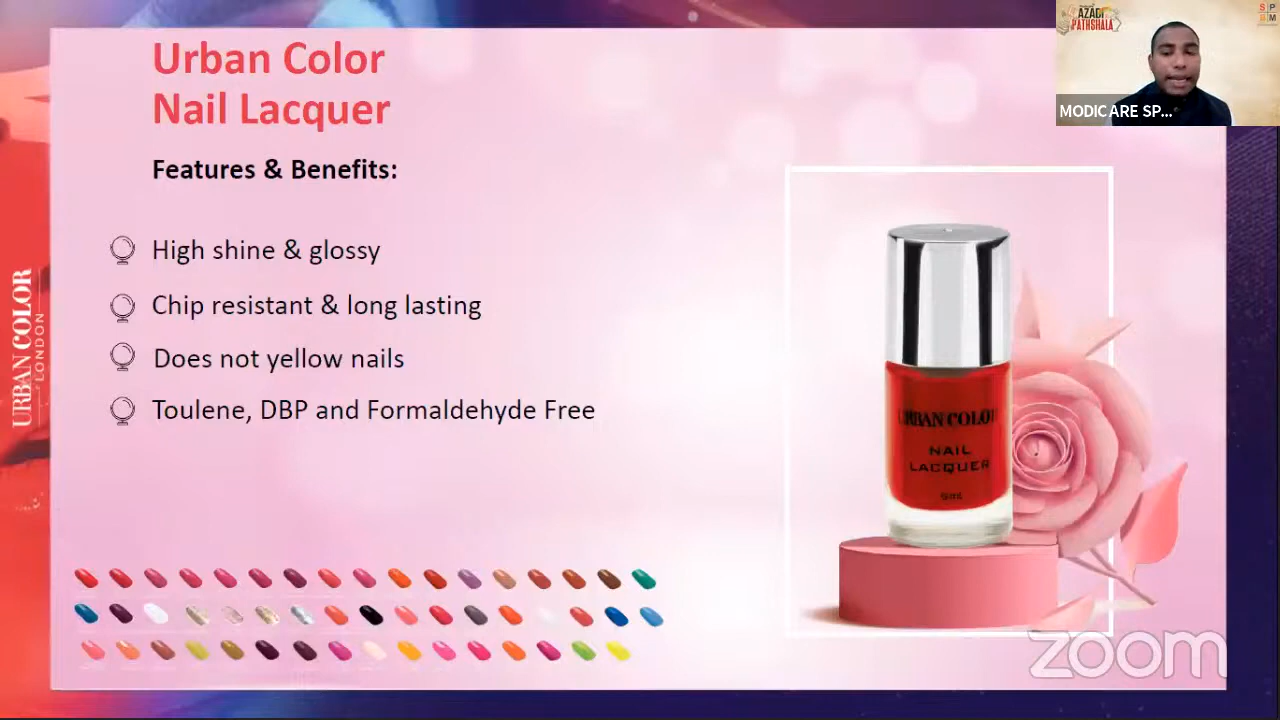 Urban Color
Nail Lacquer
Features & Benefits:
High shine & glossy
Chip resistant & long lasting
Does not yellow nails
Toulene, DBP and Formaldehyde Free
URBAN COLOR
LONDON
URBAN COLOR
NAIL
LACQUER
AZADI
PATHSHALA
S P
B M
MODICARE SP...
zoom